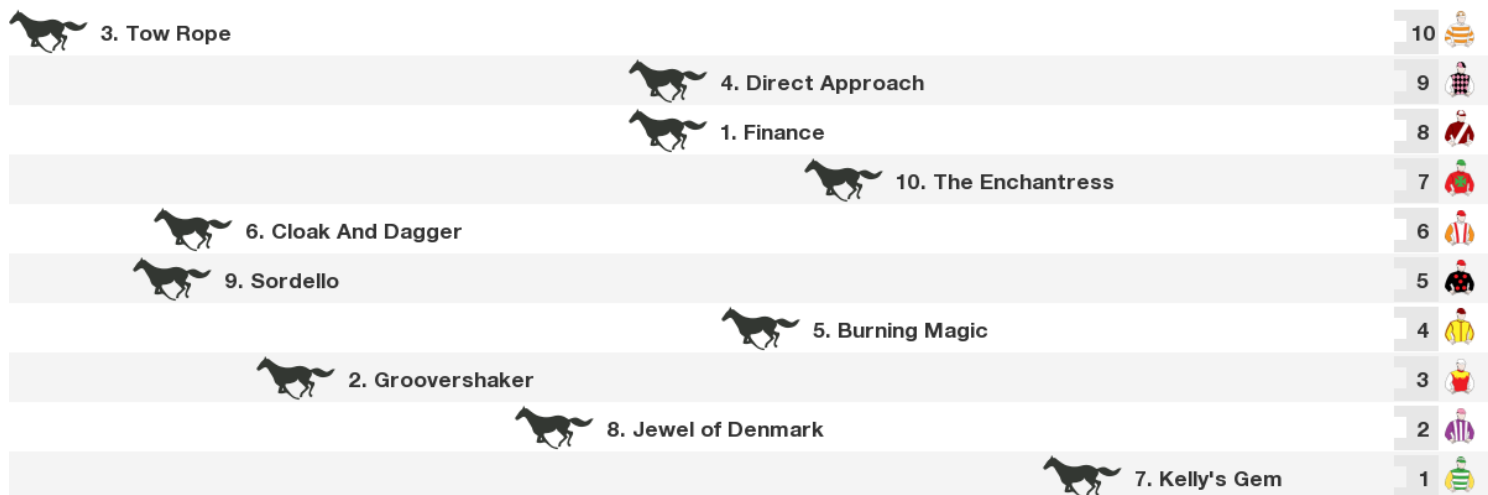 3. Tow Rope 10
4. Direct Approach 9
1. Finance 8
10. The Enchantress 7
6. Cloak And Dagger 6
9. Sordello 5
5. Burning Magic 4
2. Groovershaker 3
8. Jewel of Denmark 2
7. Kelly's Gem 1